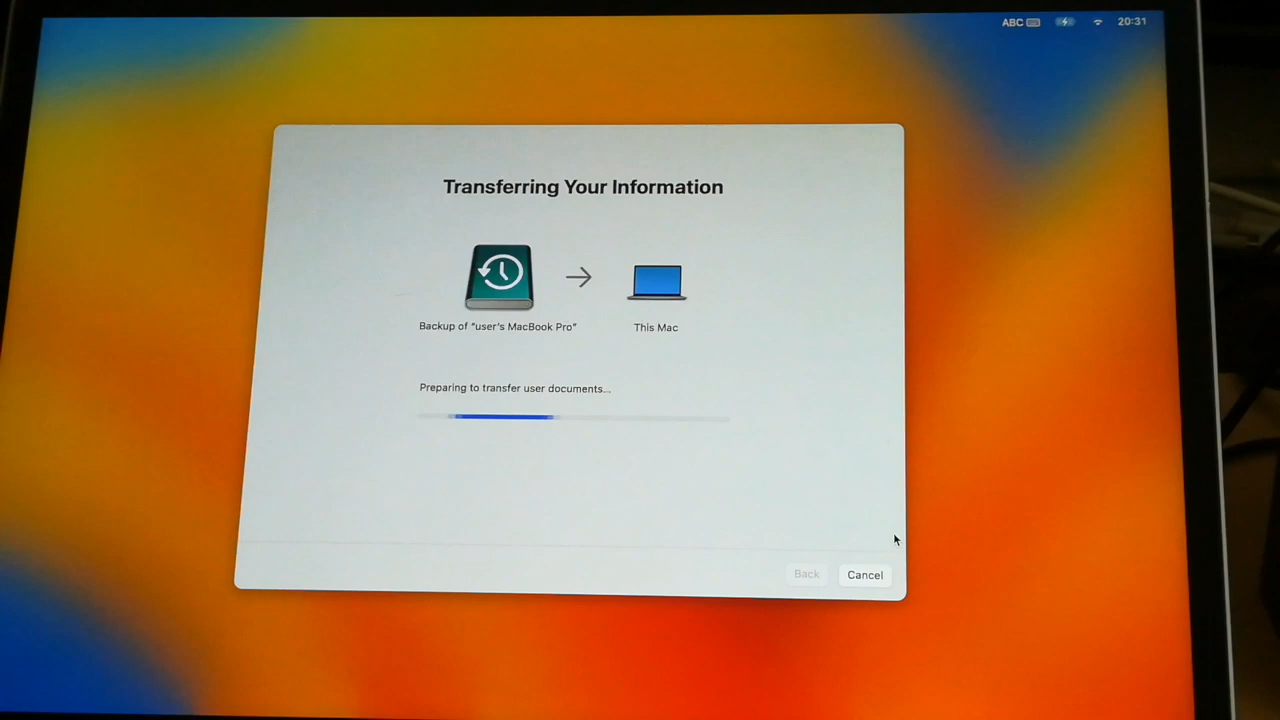 ABC 20:31
Transferring Your Information
Backup of “user’s MacBook Pro” This Mac
Preparing to transfer user documents...
Back Cancel